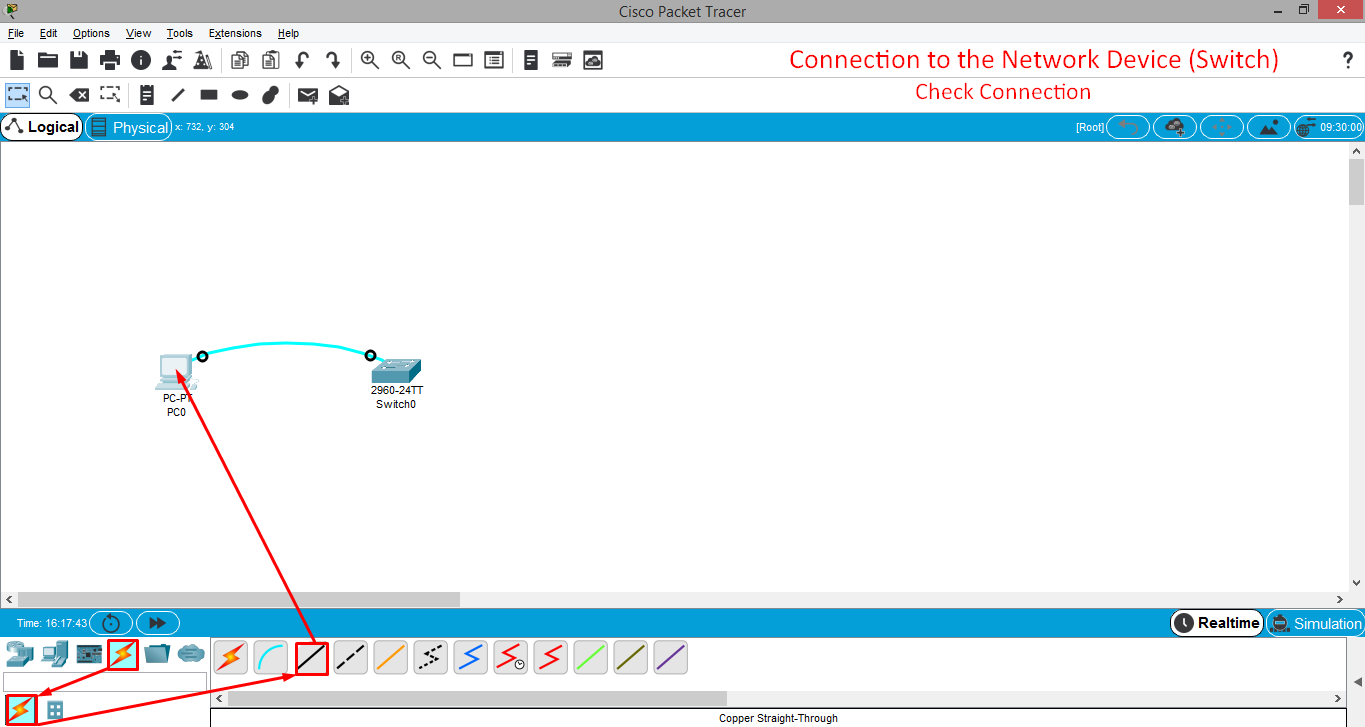 Cisco Packet Tracer
File Edit Options View Tools Extensions Help
Connection to the Network Device (Switch)
?
Check Connection
Logical Physical x: 732, y: 304 [Root] 09:30:00
2960-24TT
Switch0
PC-PT
PC0
Time: 16:17:43 Realtime Simulation
Copper Straight-Through